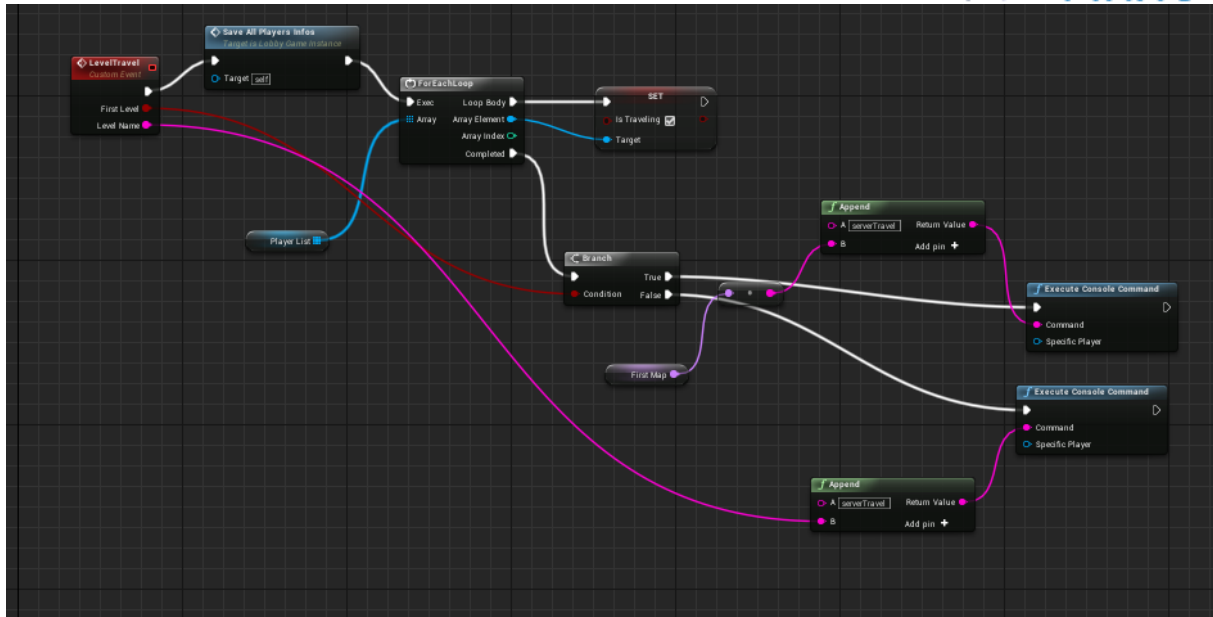 Save All Players Infos
Target is Lobby Game Instance
Target self
LevelTravel
Custom Event
First Level
Level Name
ForEachLoop
Exec Loop Body
Array Array Element
Array Index
Completed
SET
Is Traveling
Target
Player List
Branch
True
Condition False
First Map
Append
A serverTravel Return Value
B Add pin +
Execute Console Command
Command
Specific Player
Execute Console Command
Command
Specific Player
Append
A serverTravel Return Value
B Add pin +